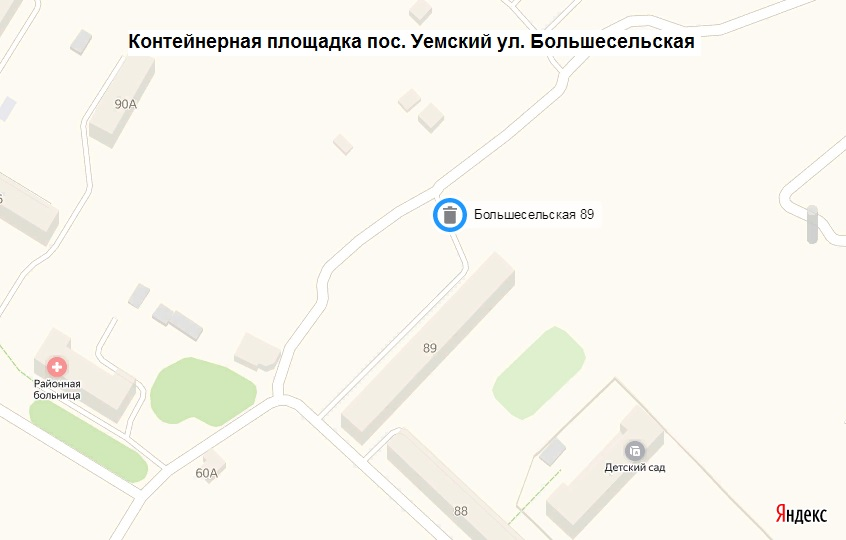 Контейнерная площадка пос. Уемский ул. Большесельская
90А
Большесельская 89
89
Районная
больница
60А
Детский сад
88
Яндекс